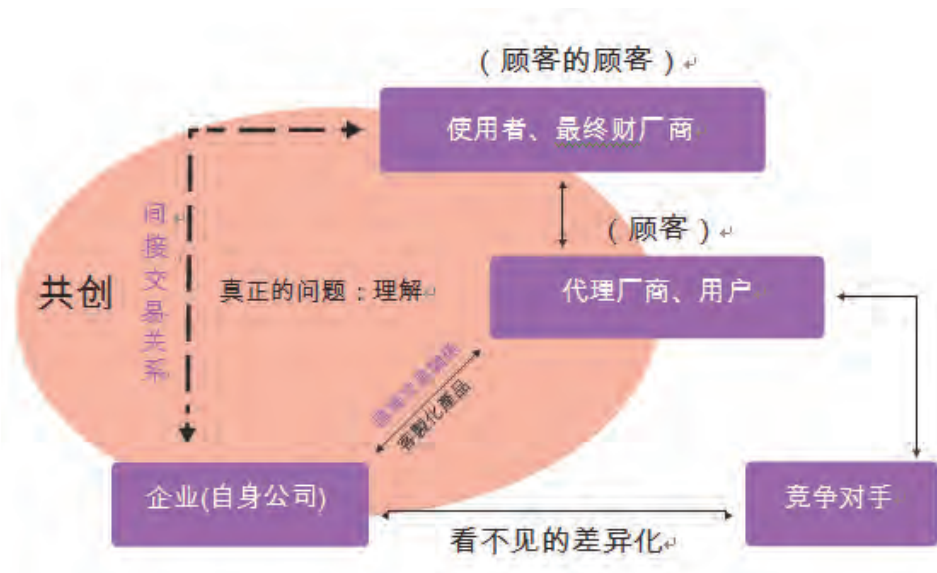 （顾客的顾客）
使用者、最终财厂商
（顾客）
代理厂商、用户
间接交易关系
共创
真正的问题：理解
客製化產品
企业(自身公司)
竞争对手
看不见的差异化